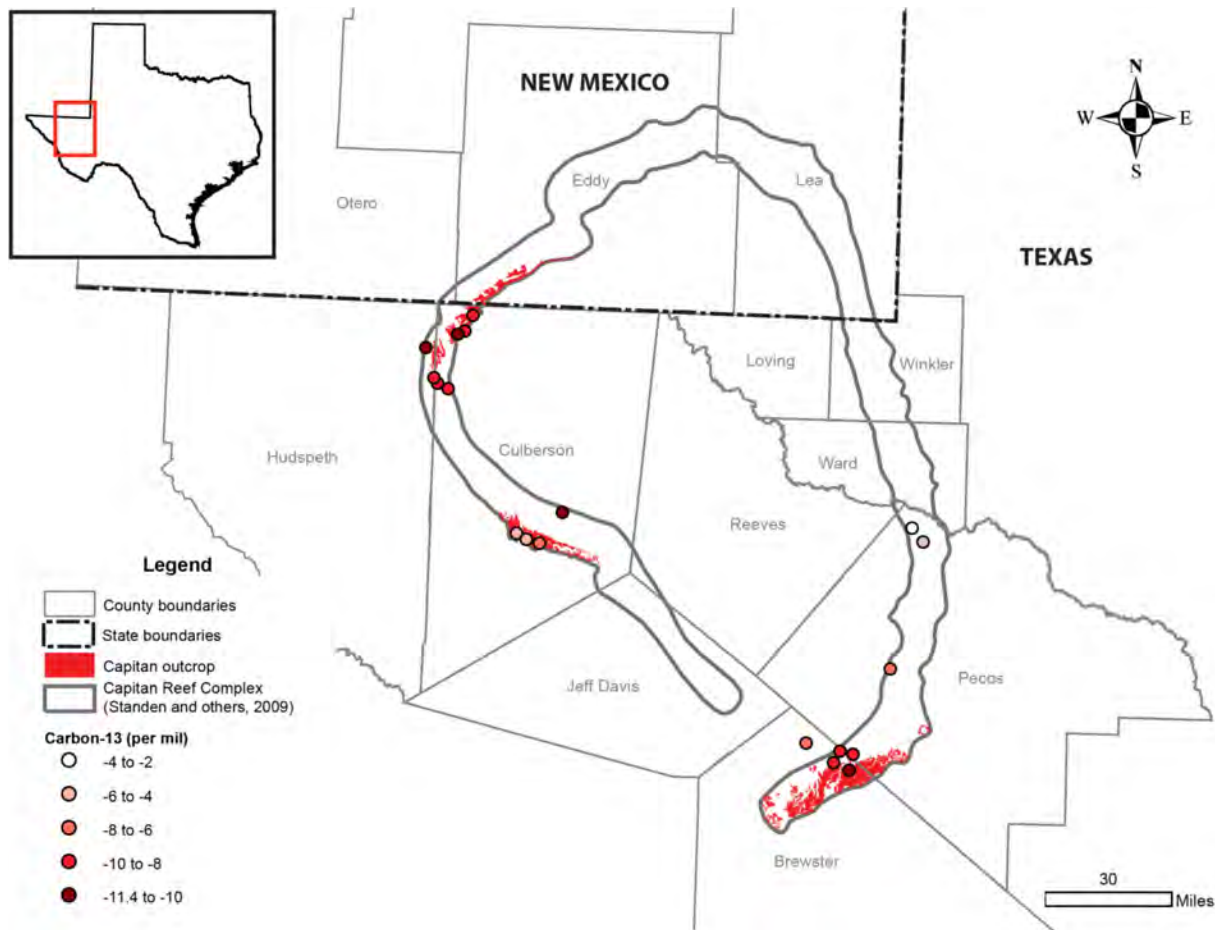 NEW MEXICO
N
W
E
S
Eddy
Lea
Otero
TEXAS
Loving
Winkler
Hudspeth
Culberson
Ward
Reeves
Jeff Davis
Pecos
Brewster
Legend
County boundaries
State boundaries
Capitan outcrop
Capitan Reef Complex
(Standen and others, 2009)
Carbon-13 (per mil)
-4 to -2
-6 to -4
-8 to -6
-10 to -8
-11.4 to -10
30
Miles